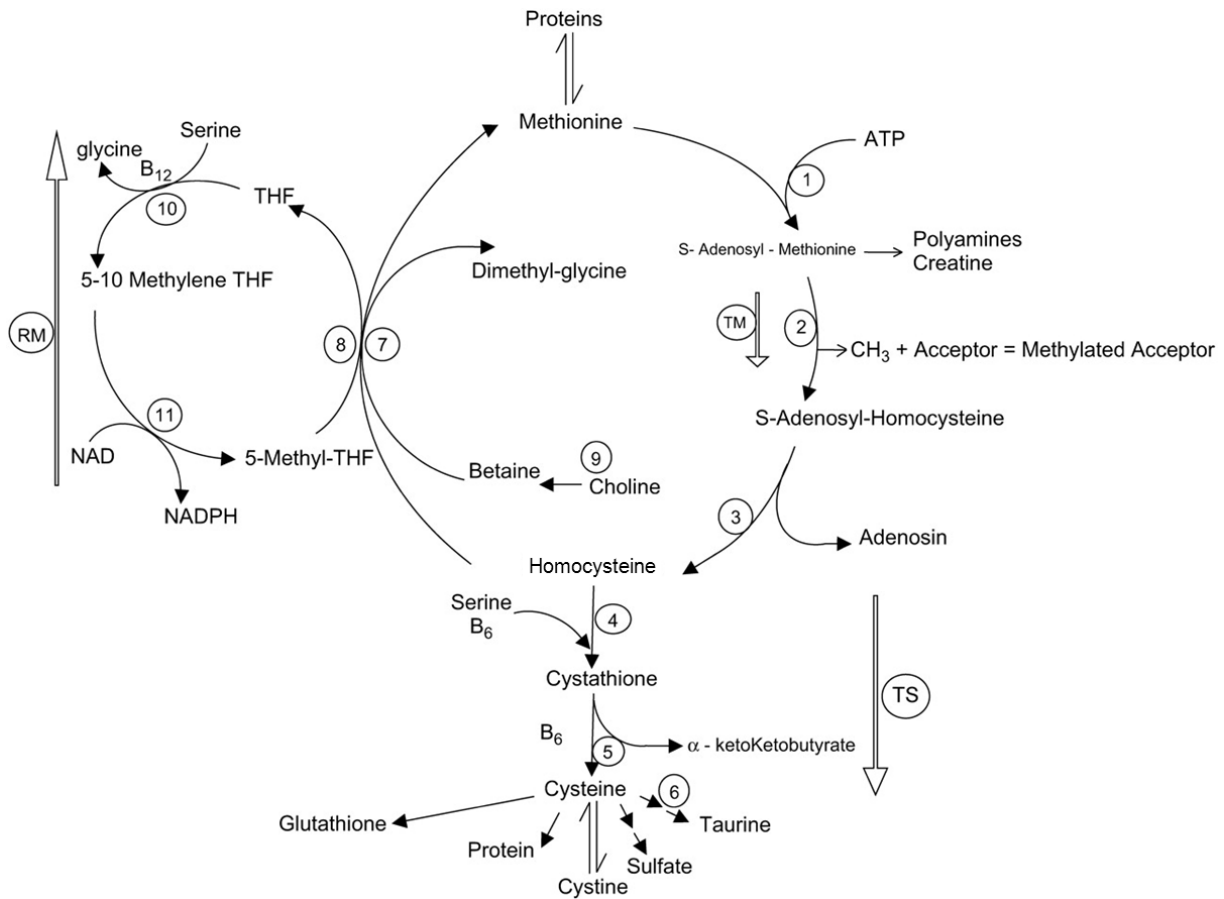 Proteins
Methionine
ATP
1
S- Adenosyl - Methionine
Polyamines
Creatine
TM
2
CH₃ + Acceptor = Methylated Acceptor
S-Adenosyl-Homocysteine
3
Adenosin
TS
Serine
glycine
B₁₂
10
THF
5-10 Methylene THF
RM
11
NAD
NADPH
5-Methyl-THF
8
7
Dimethyl-glycine
Betaine
9
Choline
Homocysteine
Serine
B₆
4
Cystathione
B₆
5
α - ketoKetobutyrate
Cysteine
6
Glutathione
Protein
Cystine
Sulfate
Taurine